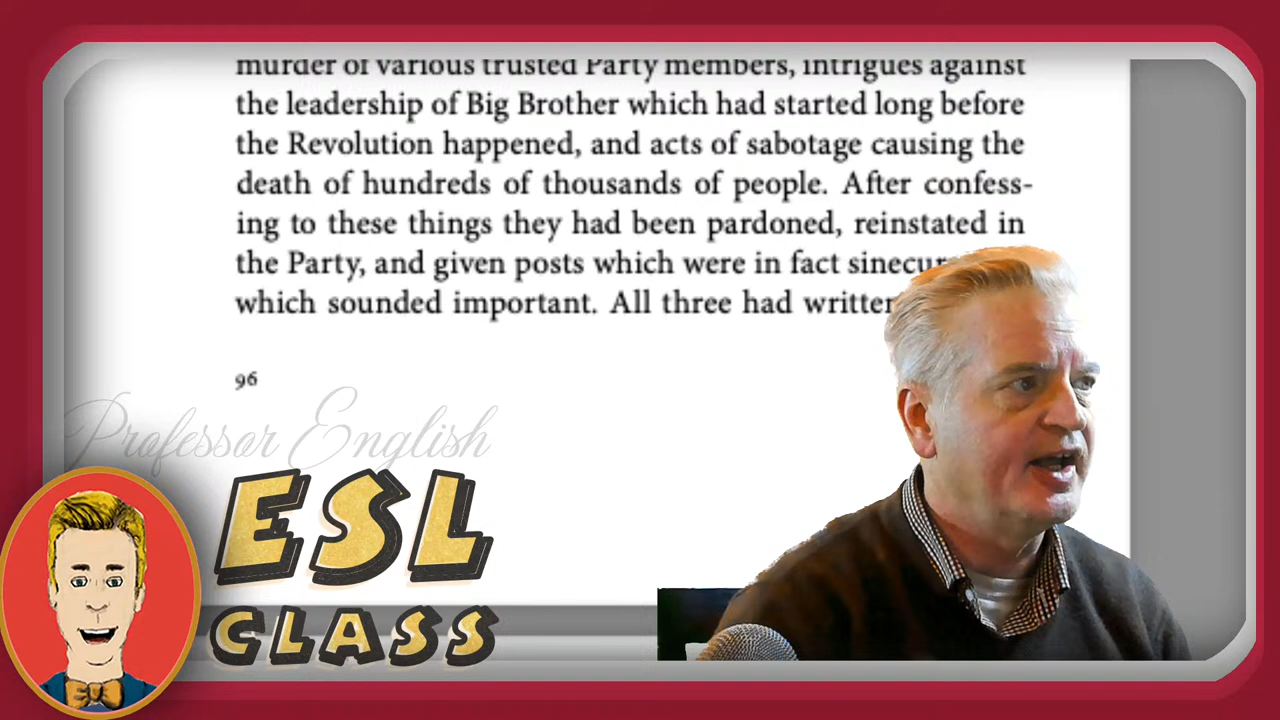 murder of various trusted Party members, intrigues against
the leadership of Big Brother which had started long before
the Revolution happened, and acts of sabotage causing the
death of hundreds of thousands of people. After confess-
ing to these things they had been pardoned, reinstated in
the Party, and given posts which were in fact
which sounded important. All three had
96
Professor English
ESL
CLASS